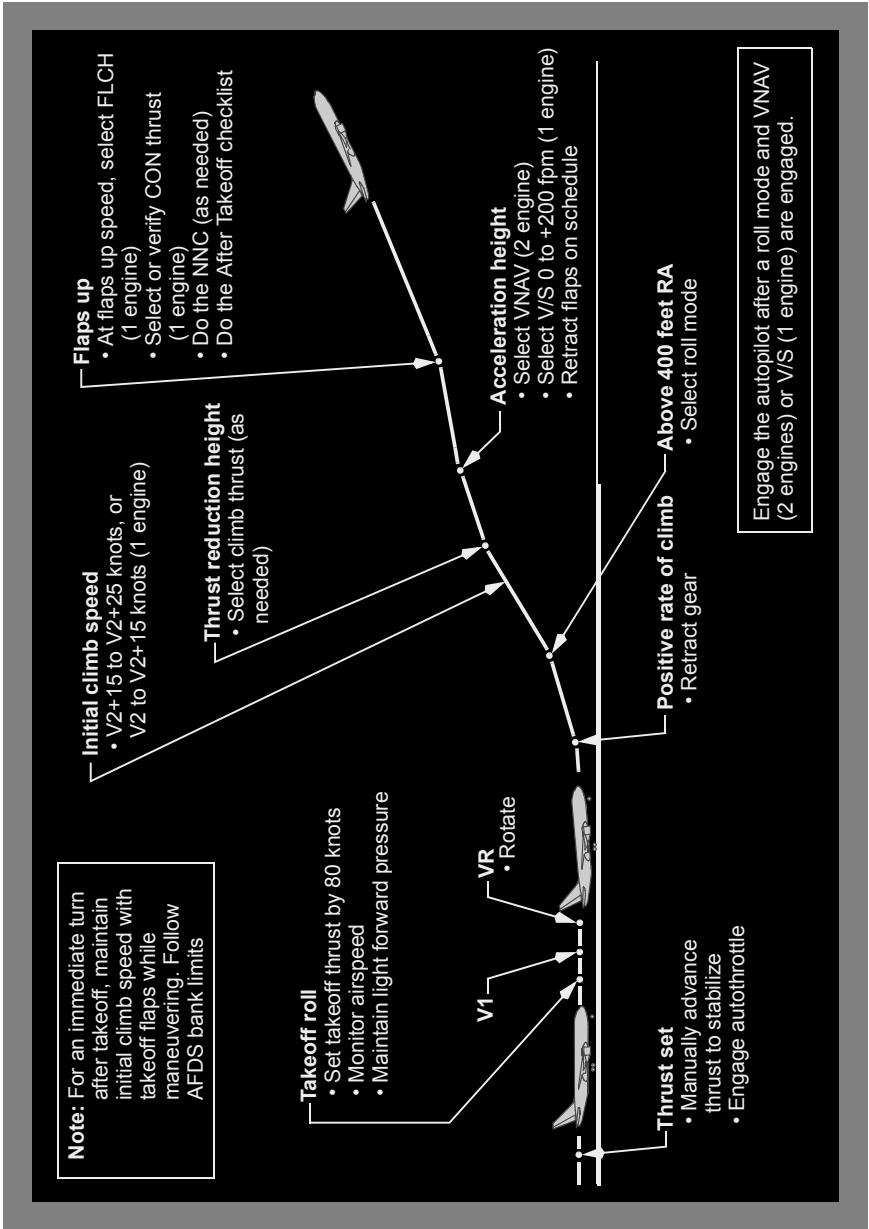 Note: For an immediate turn
after takeoff, maintain
initial climb speed with
takeoff flaps while
maneuvering. Follow
AFDS bank limits
Initial climb speed
• V2+15 to V2+25 knots, or
V2 to V2+15 knots (1 engine)
Flaps up
• At flaps up speed, select FLCH
(1 engine)
• Select or verify CON thrust
(1 engine)
• Do the NNC (as needed)
• Do the After Takeoff checklist
Thrust reduction height
• Select climb thrust (as
needed)
Takeoff roll
• Set takeoff thrust by 80 knots
• Monitor airspeed
• Maintain light forward pressure
V1
VR
• Rotate
Acceleration height
• Select VNAV (2 engine)
• Select V/S 0 to +200 fpm (1 engine)
• Retract flaps on schedule
Thrust set
• Manually advance
thrust to stabilize
• Engage autothrottle
Positive rate of climb
• Retract gear
Above 400 feet RA
• Select roll mode
Engage the autopilot after a roll mode and VNAV
(2 engines) or V/S (1 engine) are engaged.